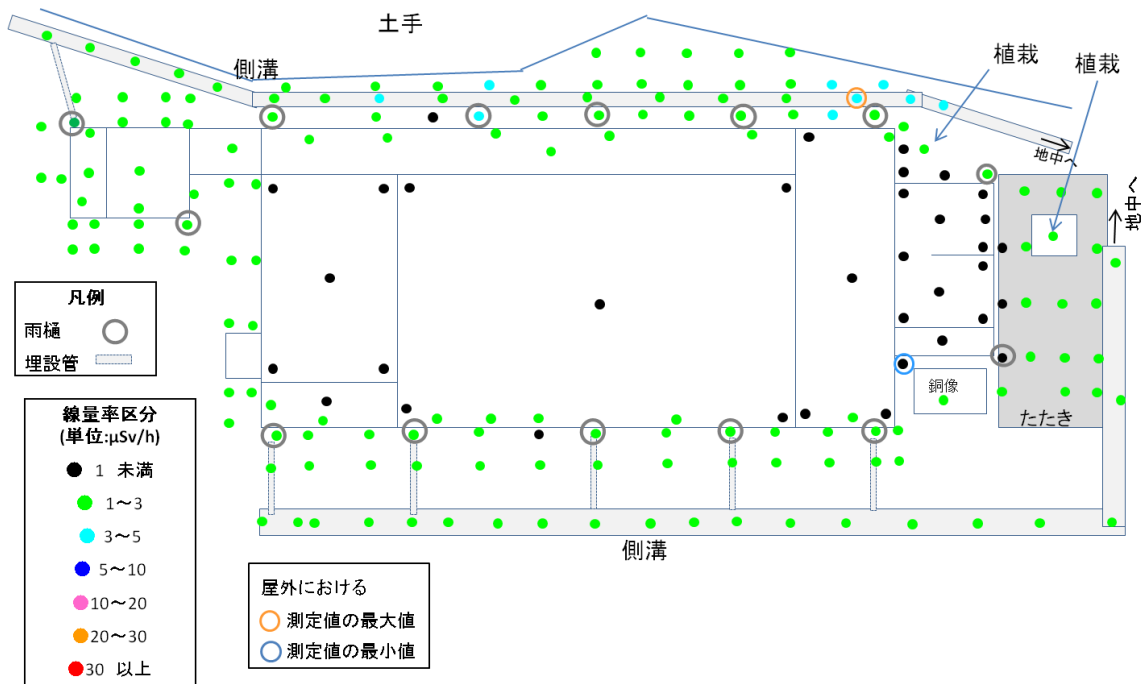 土手
側溝
植栽
植栽
地中へ
地中へ
凡例
雨樋
埋設管
銅像
たたき
線量率区分
(単位:μSv/h)
1 未満
1～3
3～5
5～10
10～20
20～30
30 以上
側溝
屋外における
測定値の最大値
測定値の最小値